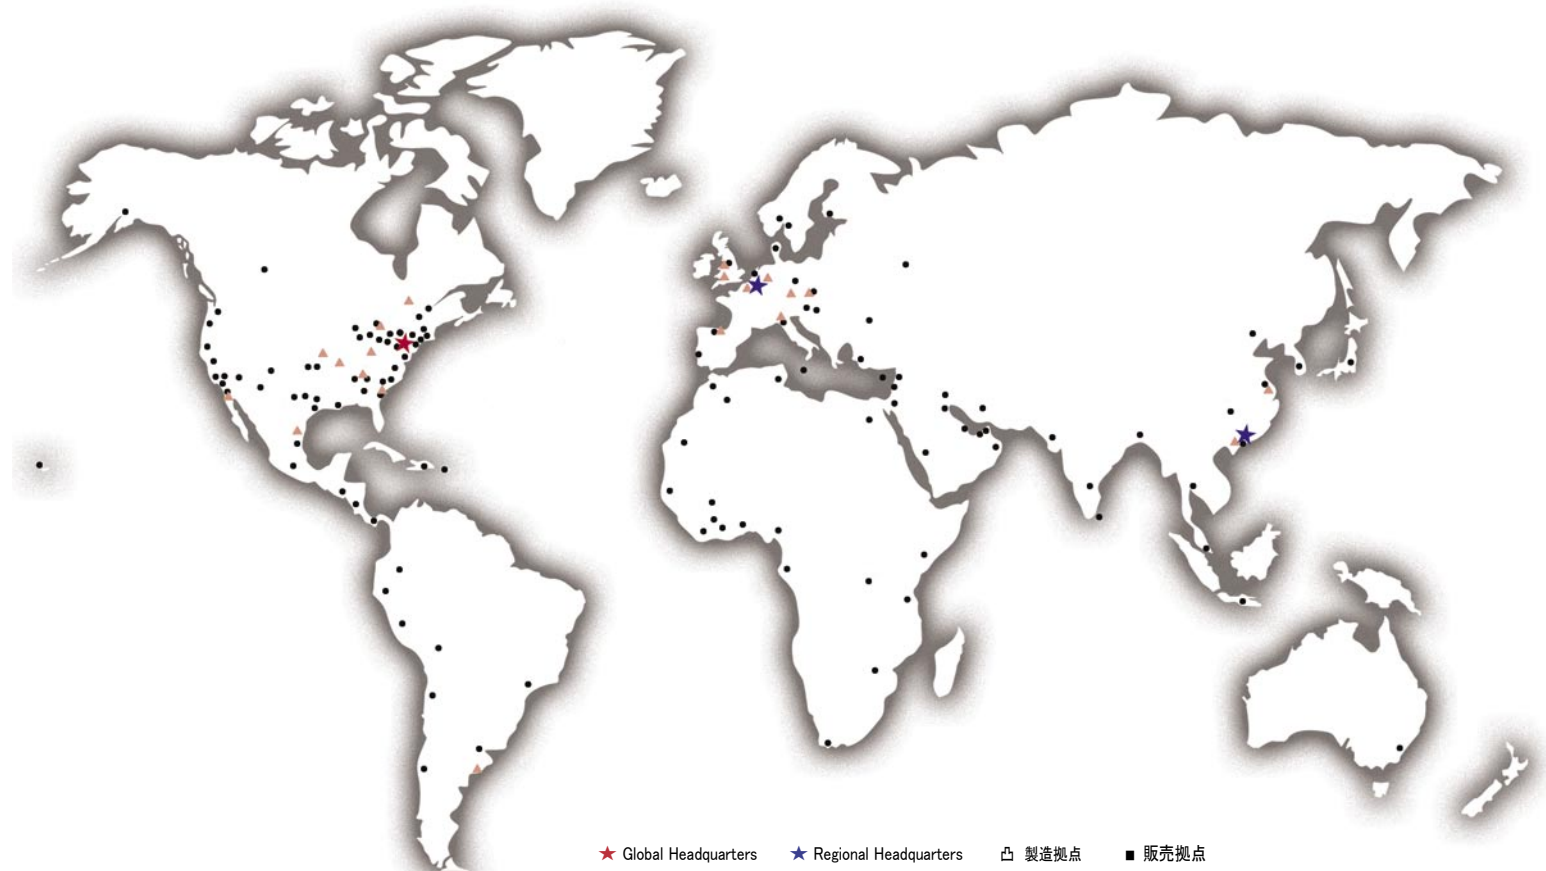 ★ Global Headquarters ★ Regional Headquarters 凸 製造拠点 ■ 販売拠点